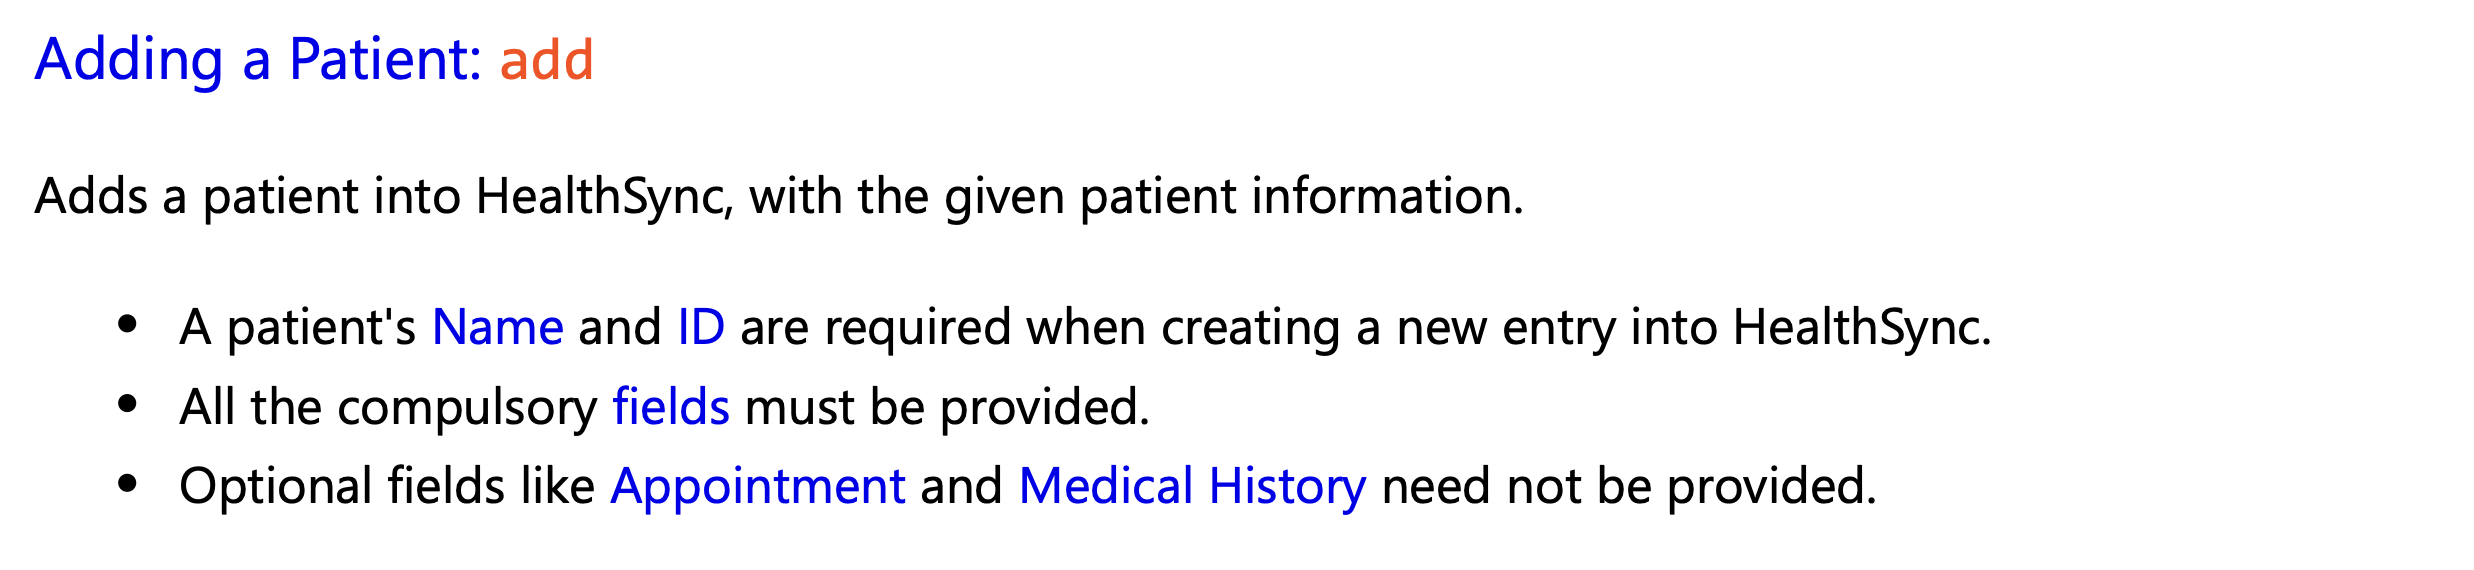 Adding a Patient: add
Adds a patient into HealthSync, with the given patient information.
• A patient's Name and ID are required when creating a new entry into HealthSync.
• All the compulsory fields must be provided.
• Optional fields like Appointment and Medical History need not be provided.